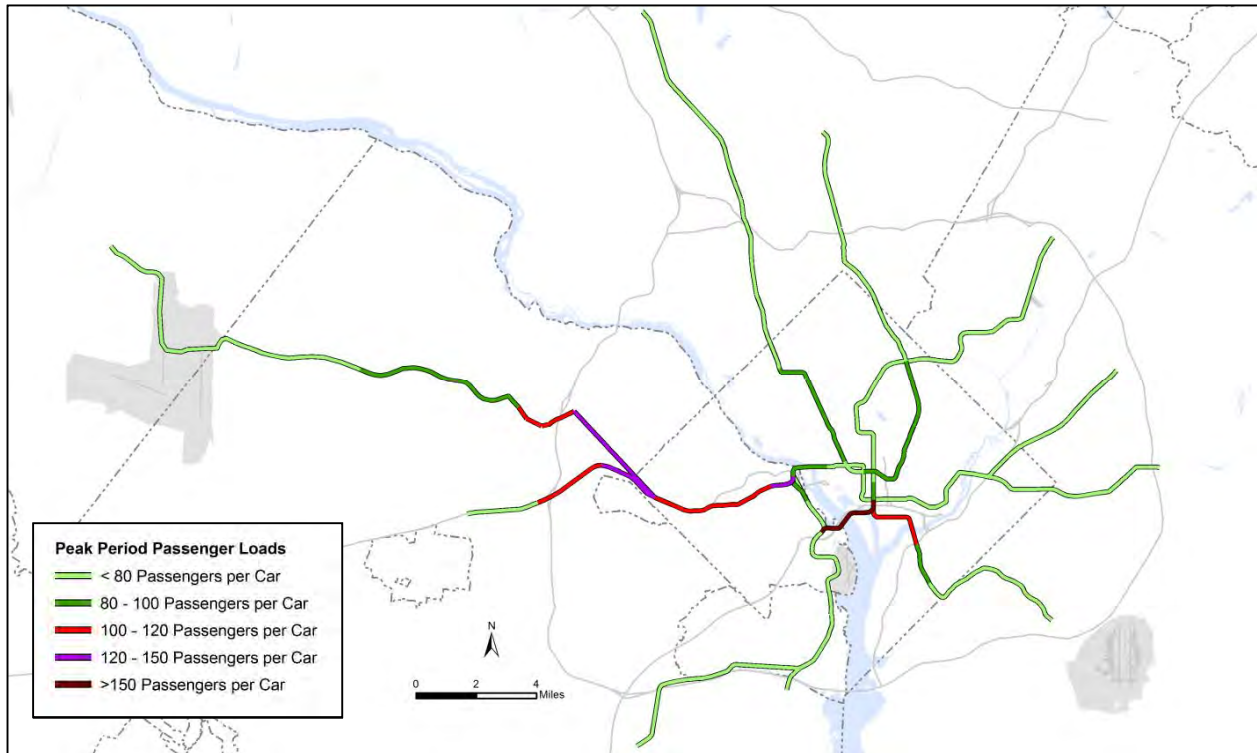 Peak Period Passenger Loads
< 80 Passengers per Car
80 - 100 Passengers per Car
100 - 120 Passengers per Car
120 - 150 Passengers per Car
>150 Passengers per Car
N
0 2 4
Miles